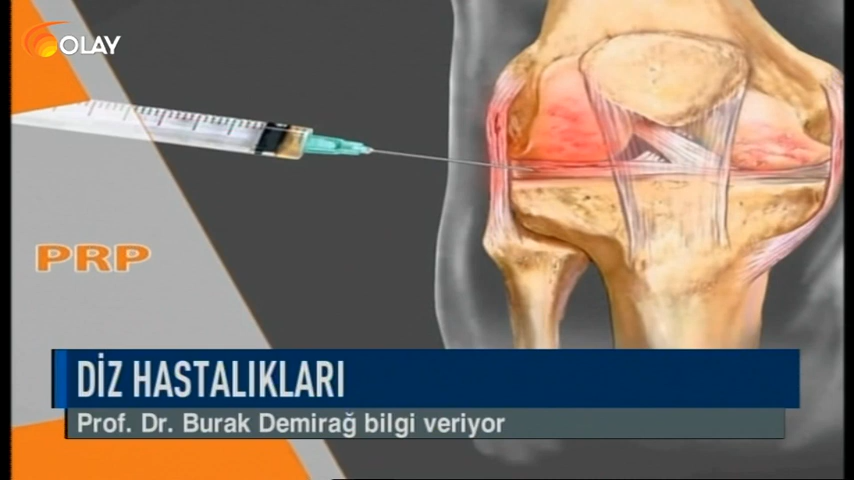 OLAY
PRP
DİZ HASTALIKLARI
Prof. Dr. Burak Demirağ bilgi veriyor